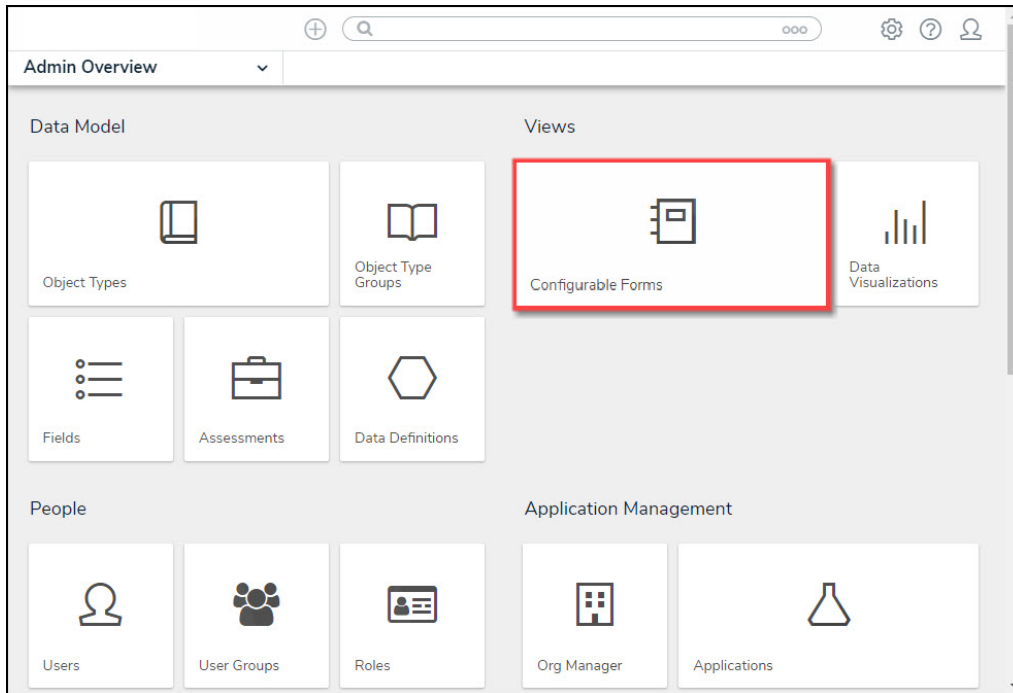 ooo
Admin Overview
Data Model
Views
Object Types
Object Type
Groups
Configurable Forms
Data
Visualizations
Fields
Assessments
Data Definitions
People
Application Management
Users
User Groups
Roles
Org Manager
Applications